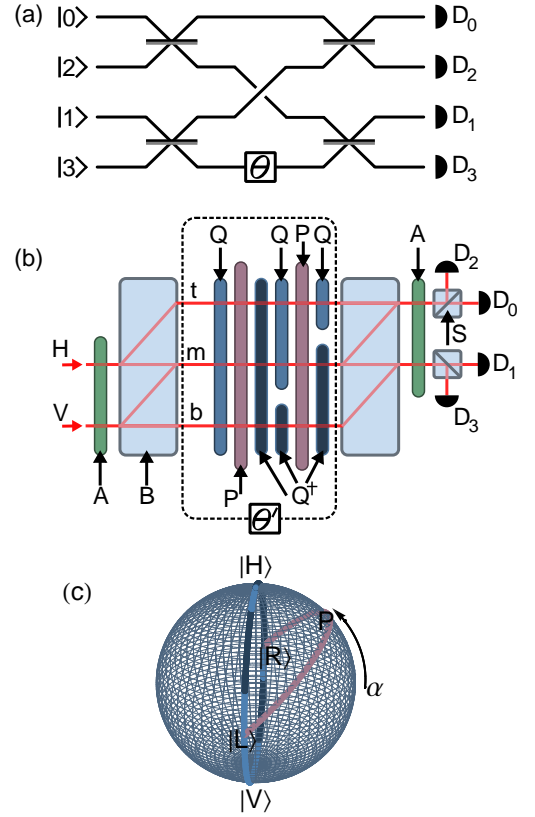 (a)
|0> D0
|2> D2
|1> D1
|3> θ D3
(b)
Q Q P Q A
D2
t
D0
S
H m
D1
V b
D3
A B P Q†
θ′
(c)
|H⟩
P
|R⟩
α
|L⟩
|V⟩